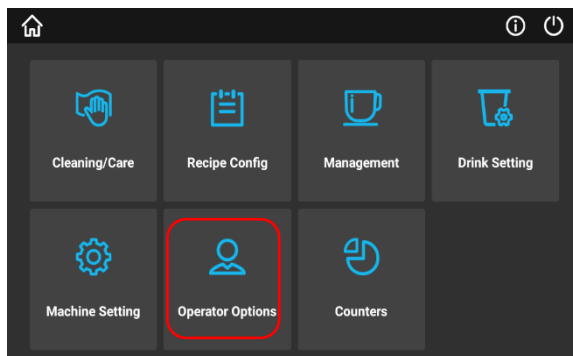 Cleaning/Care
Recipe Config
Management
Drink Setting
Machine Setting
Operator Options
Counters